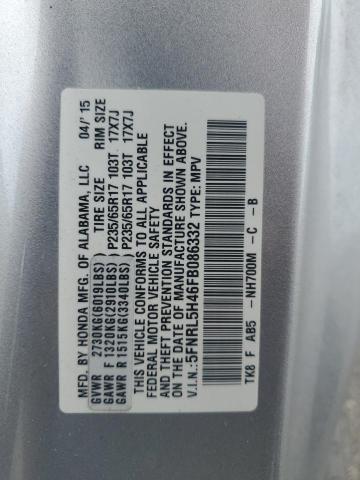 MFD. BY HONDA MFG. OF ALABAMA, LLC 04/'15
GVWR 2730KG(6019LBS) TIRE SIZE RIM SIZE
GAWR F 1320KG(2910LBS) P235/65R17 103T 17X7J
GAWR R 1515KG(3340LBS) P235/65R17 103T 17X7J
THIS VEHICLE CONFORMS TO ALL APPLICABLE
FEDERAL MOTOR VEHICLE SAFETY
AND THEFT PREVENTION STANDARDS IN EFFECT
ON THE DATE OF MANUFACTURE SHOWN ABOVE.
V.I.N.:5FNRL5H46FB086332 TYPE: MPV
TK8 F AB5 -NH700M -C -B